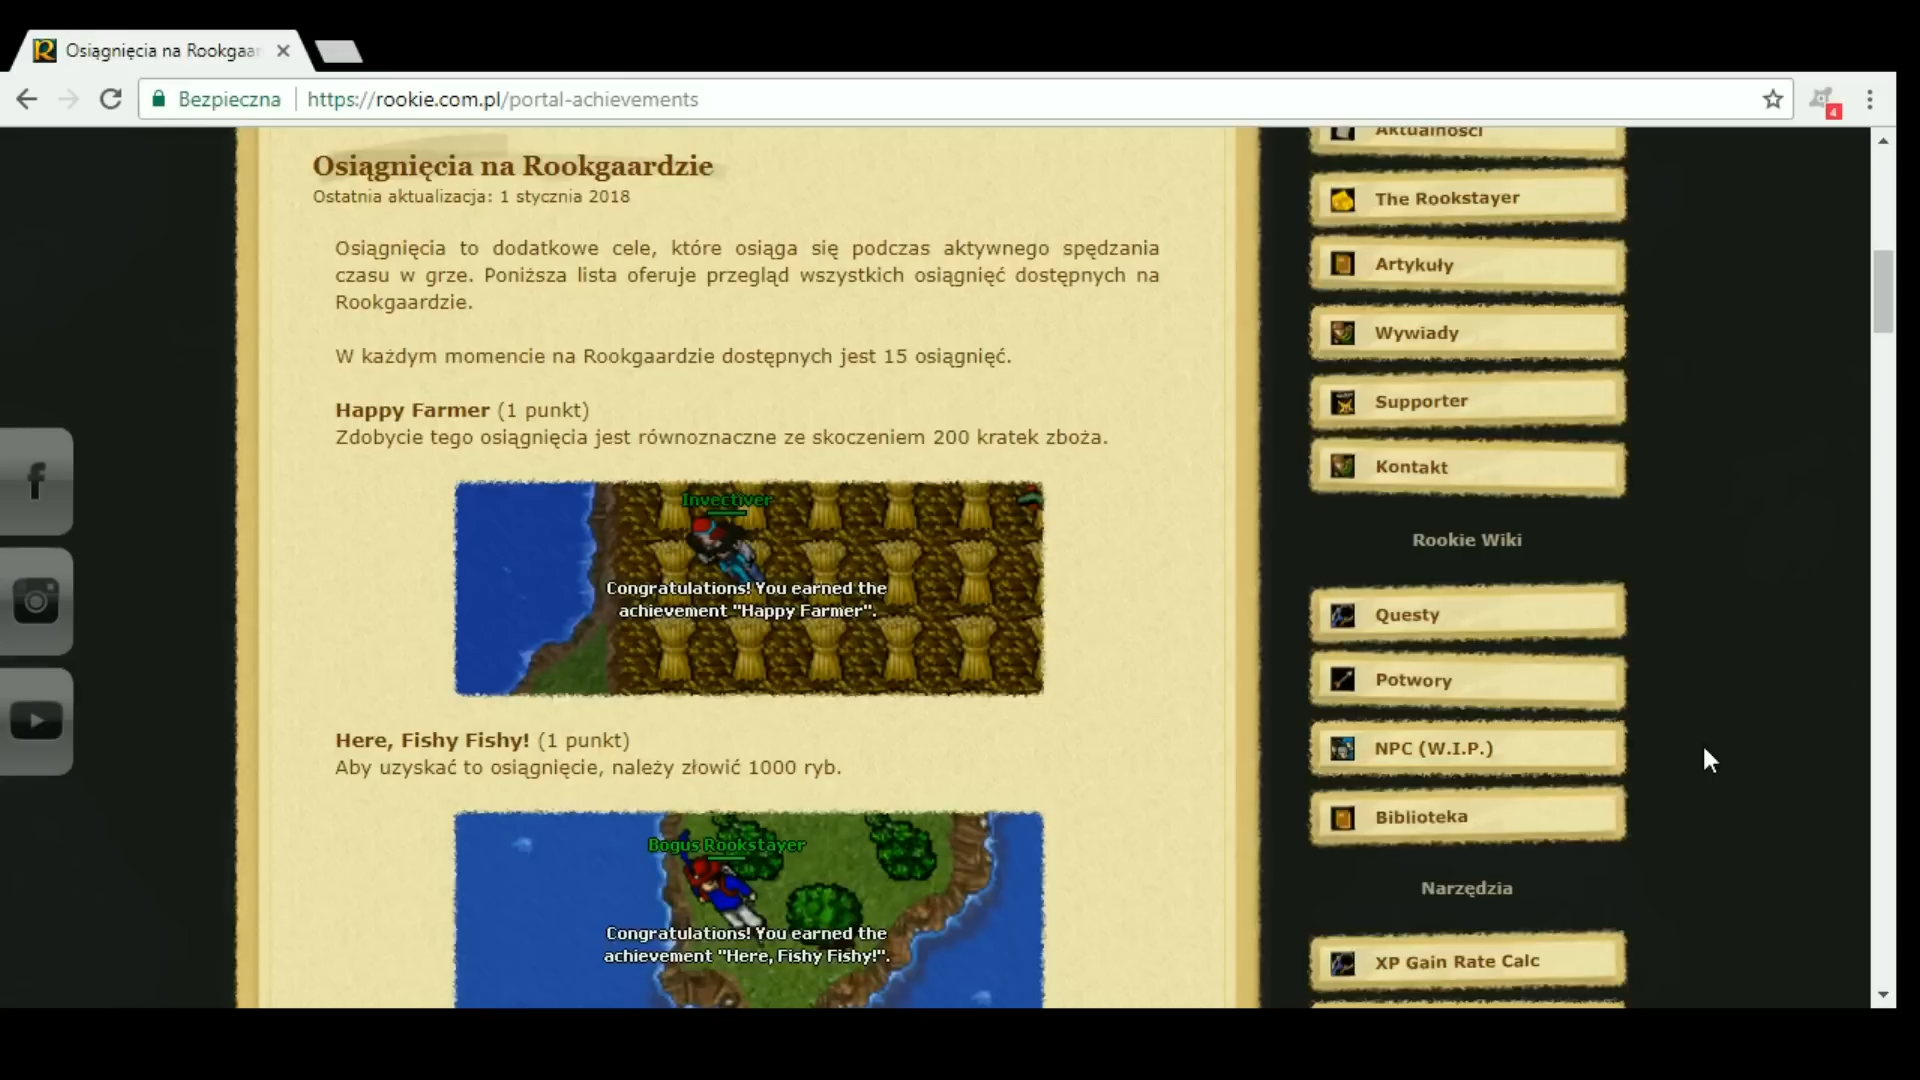 Osiągnięcia na Rookgaar
Bezpieczna
https://rookie.com.pl/portal-achievements
4
Osiągnięcia na Rookgaardzie
Ostatnia aktualizacja: 1 stycznia 2018
Osiągnięcia to dodatkowe cele, które osiąga się podczas aktywnego spędzania
czasu w grze. Poniższa lista oferuje przegląd wszystkich osiągnięć dostępnych na
Rookgaardzie.
W każdym momencie na Rookgaardzie dostępnych jest 15 osiągnięć.
Happy Farmer (1 punkt)
Zdobycie tego osiągnięcia jest równoznaczne ze skoczeniem 200 kratek zboża.
Invectiver
Congratulations! You earned the
achievement "Happy Farmer".
Here, Fishy Fishy! (1 punkt)
Aby uzyskać to osiągnięcie, należy złowić 1000 ryb.
Bogus Rookstayer
Congratulations! You earned the
achievement "Here, Fishy Fishy!".
Aktualności
The Rookstayer
Artykuły
Wywiady
Supporter
Kontakt
Rookie Wiki
Questy
Potwory
NPC (W.I.P.)
Biblioteka
Narzędzia
XP Gain Rate Calc